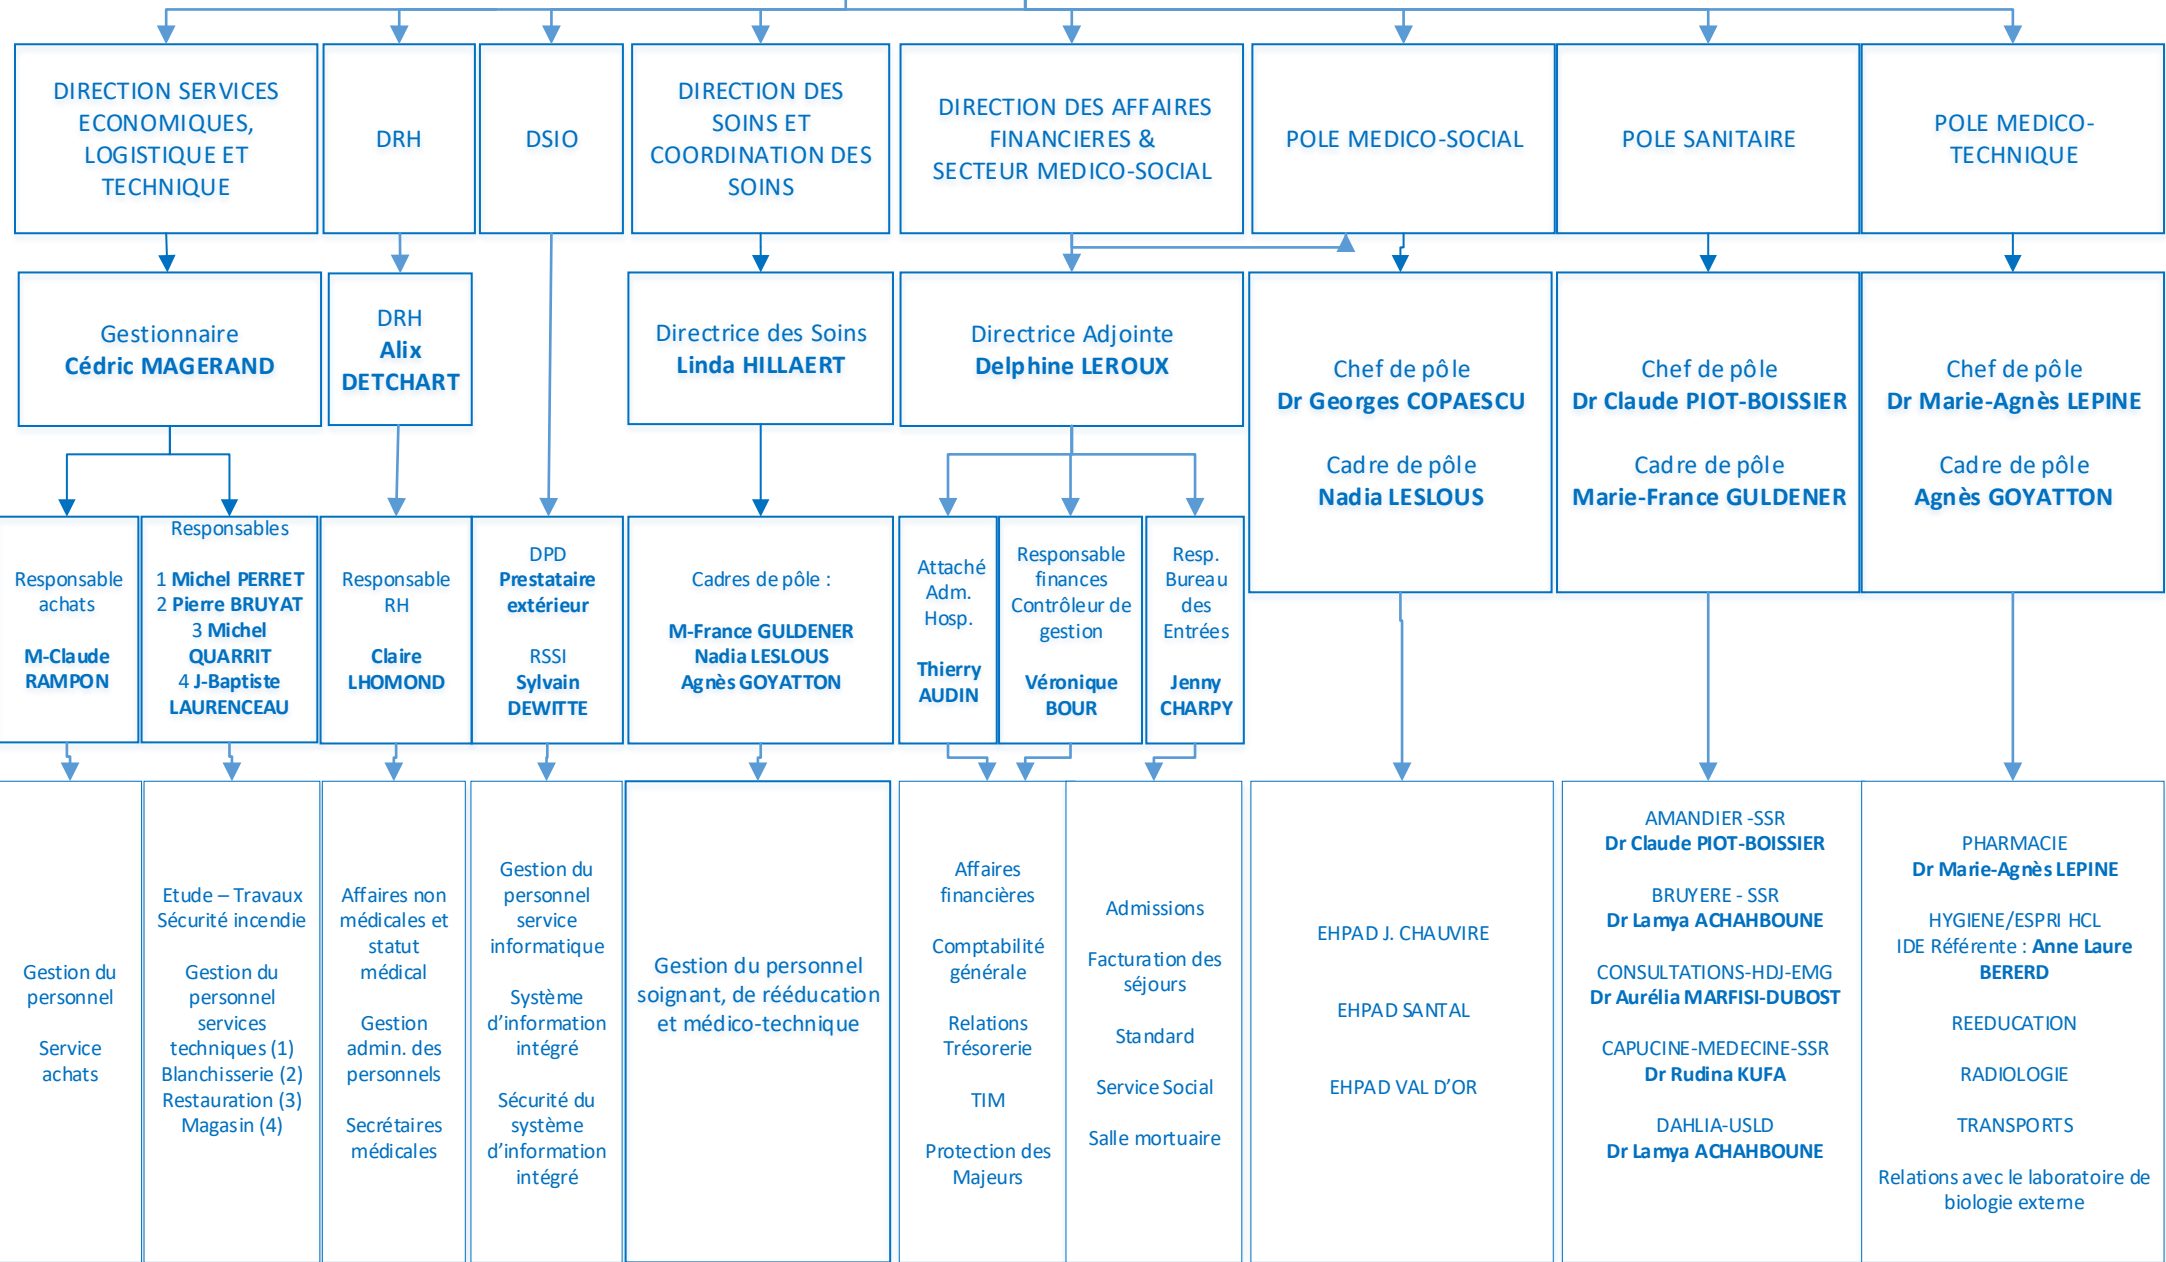 DIRECTION SERVICES
ECONOMIQUES,
LOGISTIQUE ET
TECHNIQUE
DRH
DSIO
DIRECTION DES
SOINS ET
COORDINATION DES
SOINS
DIRECTION DES AFFAIRES
FINANCIERES &
SECTEUR MEDICO-SOCIAL
POLE MEDICO-SOCIAL
POLE SANITAIRE
POLE MEDICO-
TECHNIQUE
Gestionnaire
Cédric MAGERAND
DRH
Alix
DETCHART
Directrice des Soins
Linda HILLAERT
Directrice Adjointe
Delphine LEROUX
Chef de pôle
Dr Georges COPAESCU
Cadre de pôle
Nadia LESLOUS
Chef de pôle
Dr Claude PIOT-BOISSIER
Cadre de pôle
Marie-France GULDENER
Chef de pôle
Dr Marie-Agnès LEPINE
Cadre de pôle
Agnès GOYATTON
Responsable
achats
M-Claude
RAMPON
Responsables
1 Michel PERRET
2 Pierre BRUYAT
3 Michel
QUARRIT
4 J-Baptiste
LAURENCEAU
Responsable
RH
Claire
LHOMOND
DPD
Prestataire
extérieur
RSSI
Sylvain
DEWITTE
Cadres de pôle :
M-France GULDENER
Nadia LESLOUS
Agnès GOYATTON
Attaché
Adm.
Hosp.
Thierry
AUDIN
Responsable
finances
Contrôleur de
gestion
Véronique
BOUR
Resp.
Bureau
des
Entrées
Jenny
CHARPY
Gestion du
personnel
Service
achats
Etude – Travaux
Sécurité incendie
Gestion du
personnel
services
techniques (1)
Blanchisserie (2)
Restauration (3)
Magasin (4)
Affaires non
médicales et
statut
médical
Gestion
admin. des
personnels
Secrétaires
médicales
Gestion du
personnel
service
informatique
Système
d’information
intégré
Sécurité du
système
d’information
intégré
Gestion du personnel
soignant, de rééducation
et médico-technique
Affaires
financières
Comptabilité
générale
Relations
Trésorerie
TIM
Protection des
Majeurs
Admissions
Facturation des
séjours
Standard
Service Social
Salle mortuaire
EHPAD J. CHAUVIRE
EHPAD SANTAL
EHPAD VAL D’OR
AMANDIER -SSR
Dr Claude PIOT-BOISSIER
BRUYERE - SSR
Dr Lamya ACHAHBOUNE
CONSULTATIONS-HDJ-EMG
Dr Aurélia MARFISI-DUBOST
CAPUCINE-MEDECINE-SSR
Dr Rudina KUFA
DAHLIA-USLD
Dr Lamya ACHAHBOUNE
PHARMACIE
Dr Marie-Agnès LEPINE
HYGIENE/ESPRI HCL
IDE Référente : Anne Laure
BERERD
REEDUCATION
RADIOLOGIE
TRANSPORTS
Relations avec le laboratoire de
biologie externe